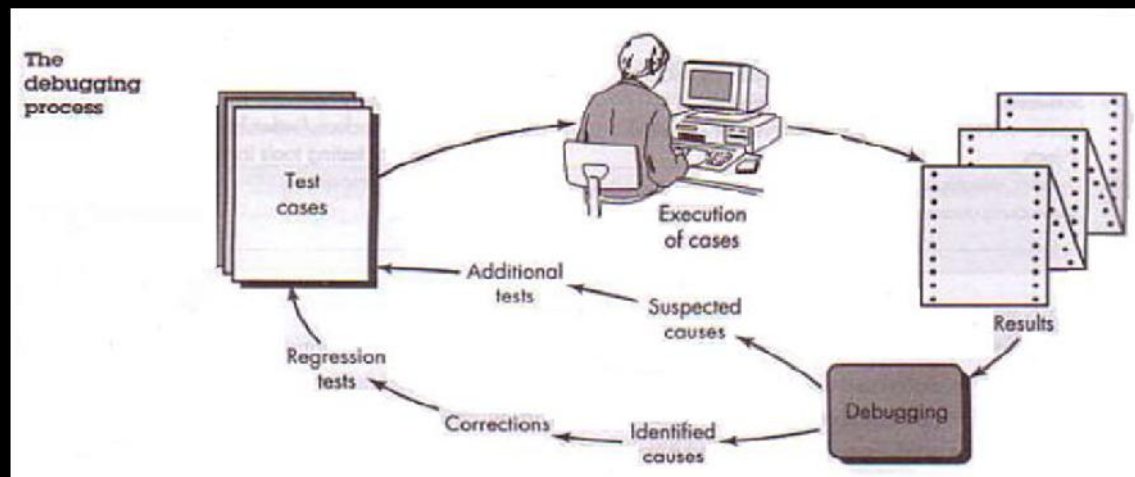 The
debugging
process
Test
cases
Execution
of cases
Results
Debugging
Suspected
causes
Additional
tests
Identified
causes
Corrections
Regression
tests